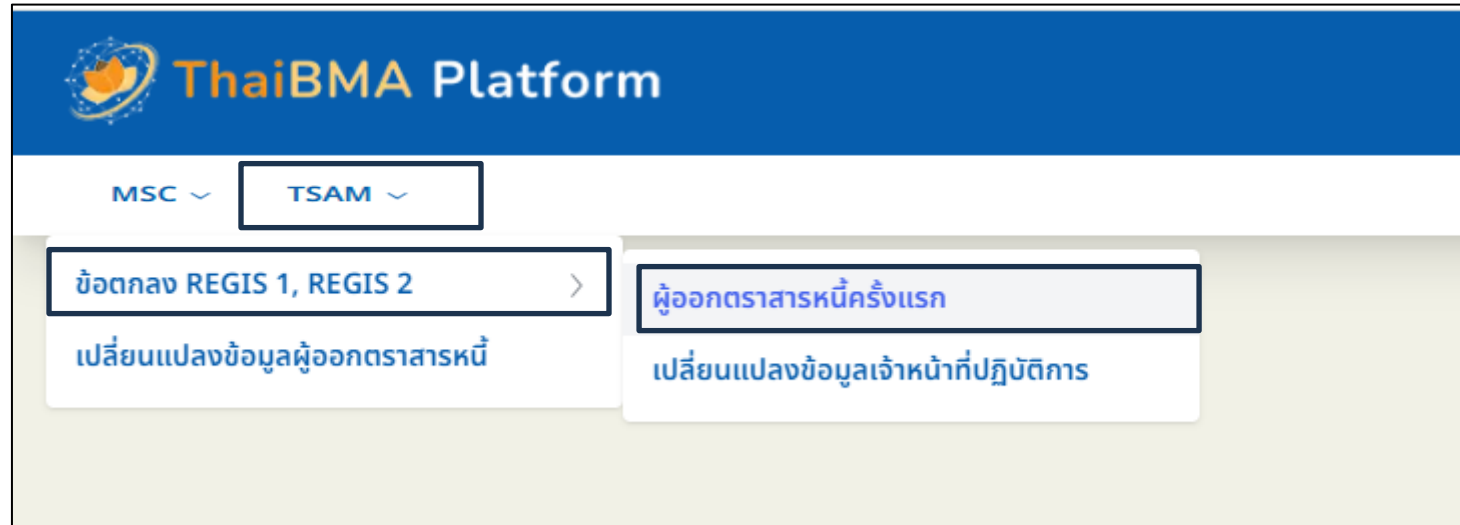 ThaiBMA Platform
MSC TSAM
ข้อตกลง REGIS 1, REGIS 2
เปลี่ยนแปลงข้อมูลผู้ออกตราสารหนี้
ผู้ออกตราสารหนี้ครั้งแรก
เปลี่ยนแปลงข้อมูลเจ้าหน้าที่ปฏิบัติการ